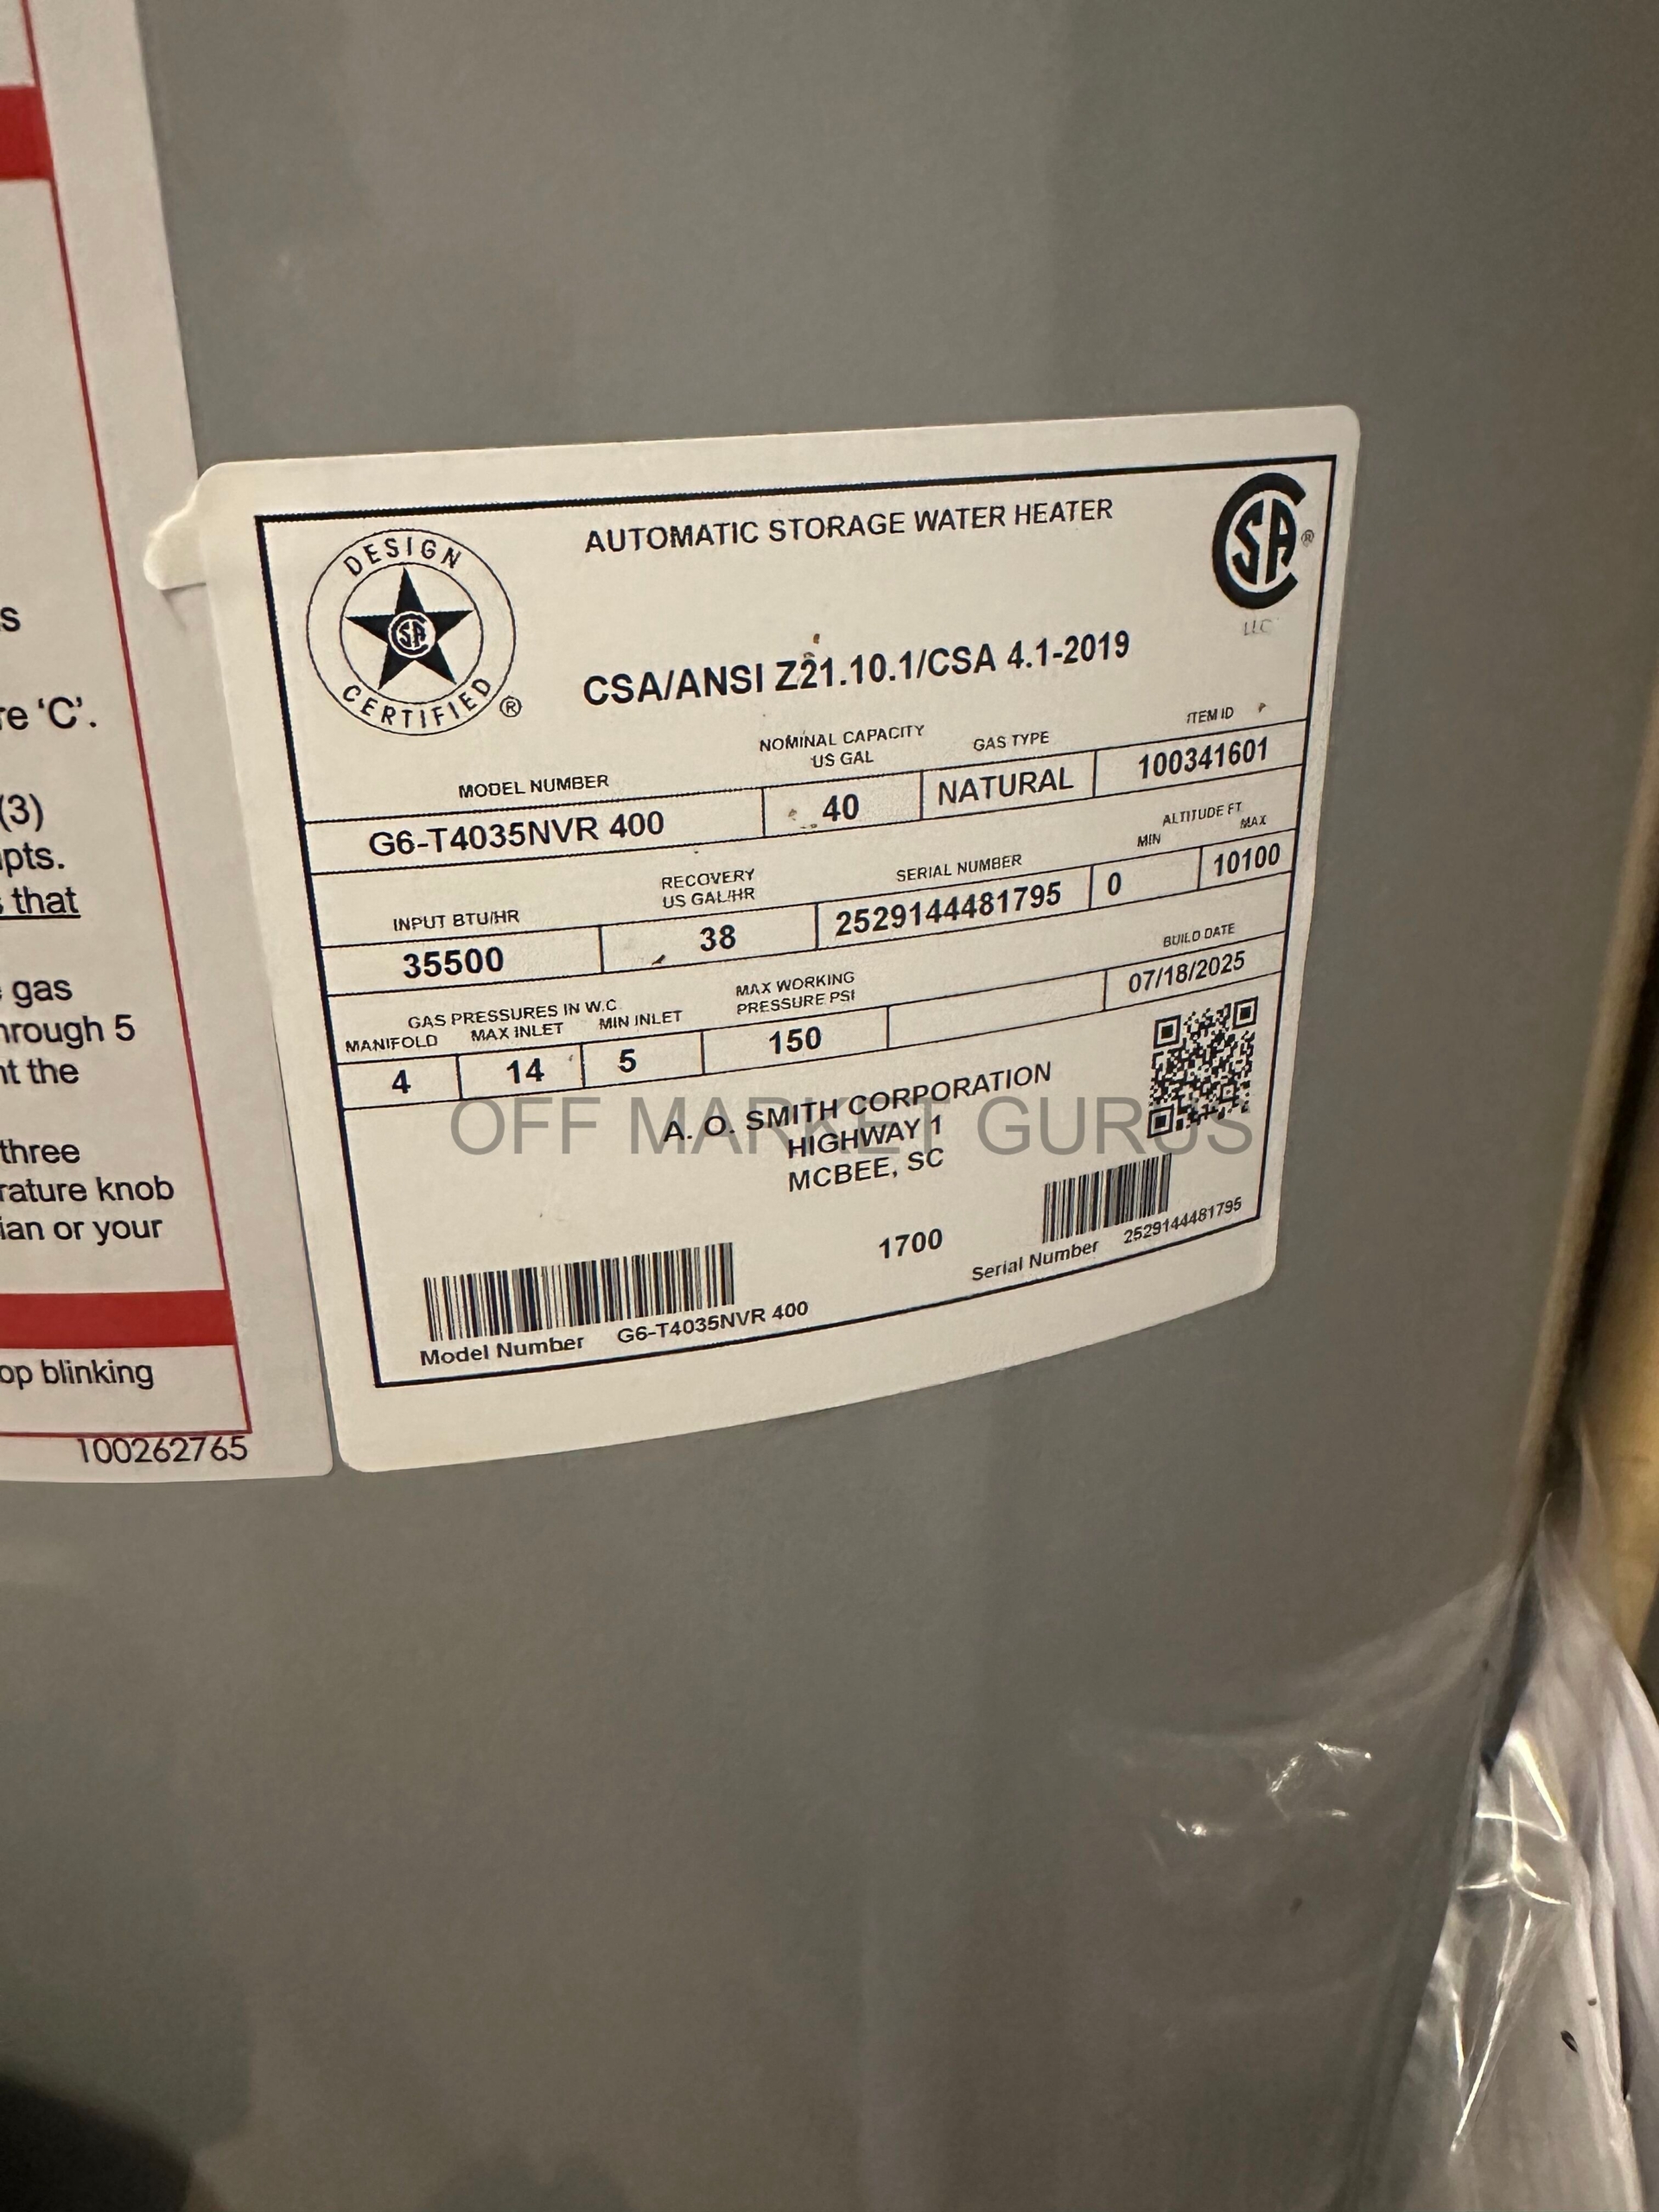 s
re ‘C’.
(3)
pts.
s that
gas
hrough 5
nt the
three
rature knob
ian or your
op blinking
100262765
DESIGN
CSA
CERTIFIED®
AUTOMATIC STORAGE WATER HEATER
CSA®
LLC
CSA/ANSI Z21.10.1/CSA 4.1-2019
MODEL NUMBER
NOMINAL CAPACITY
US GAL
GAS TYPE
ITEM ID
G6-T4035NVR 400 40 NATURAL 100341601
INPUT BTU/HR
RECOVERY
US GAL/HR
SERIAL NUMBER
ALTITUDE FT
MIN MAX
35500 38 2529144481795 0 10100
GAS PRESSURES IN W.C.
MANIFOLD MAX INLET MIN INLET
MAX WORKING
PRESSURE PSI
BUILD DATE
4 14 5 150 07/18/2025
A. O. SMITH CORPORATION
OFF MARKET GURUS
HIGHWAY 1
MCBEE, SC
1700
Model Number G6-T4035NVR 400
Serial Number 2529144481795